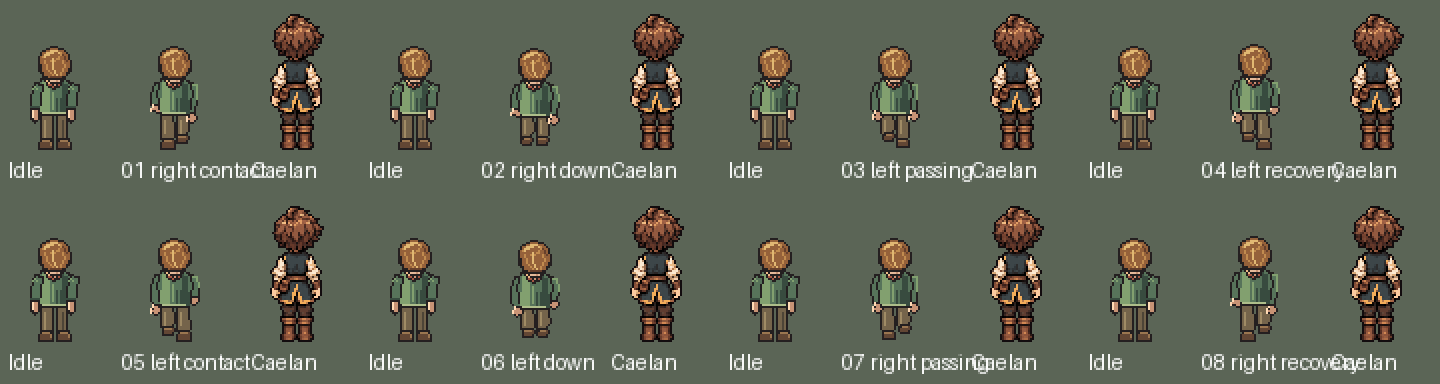 Idle 01 right contact Caelan Idle 02 right down Caelan Idle 03 left passing Caelan Idle 04 left recovery Caelan
Idle 05 left contact Caelan Idle 06 left down Caelan Idle 07 right passing Caelan Idle 08 right recovery Caelan